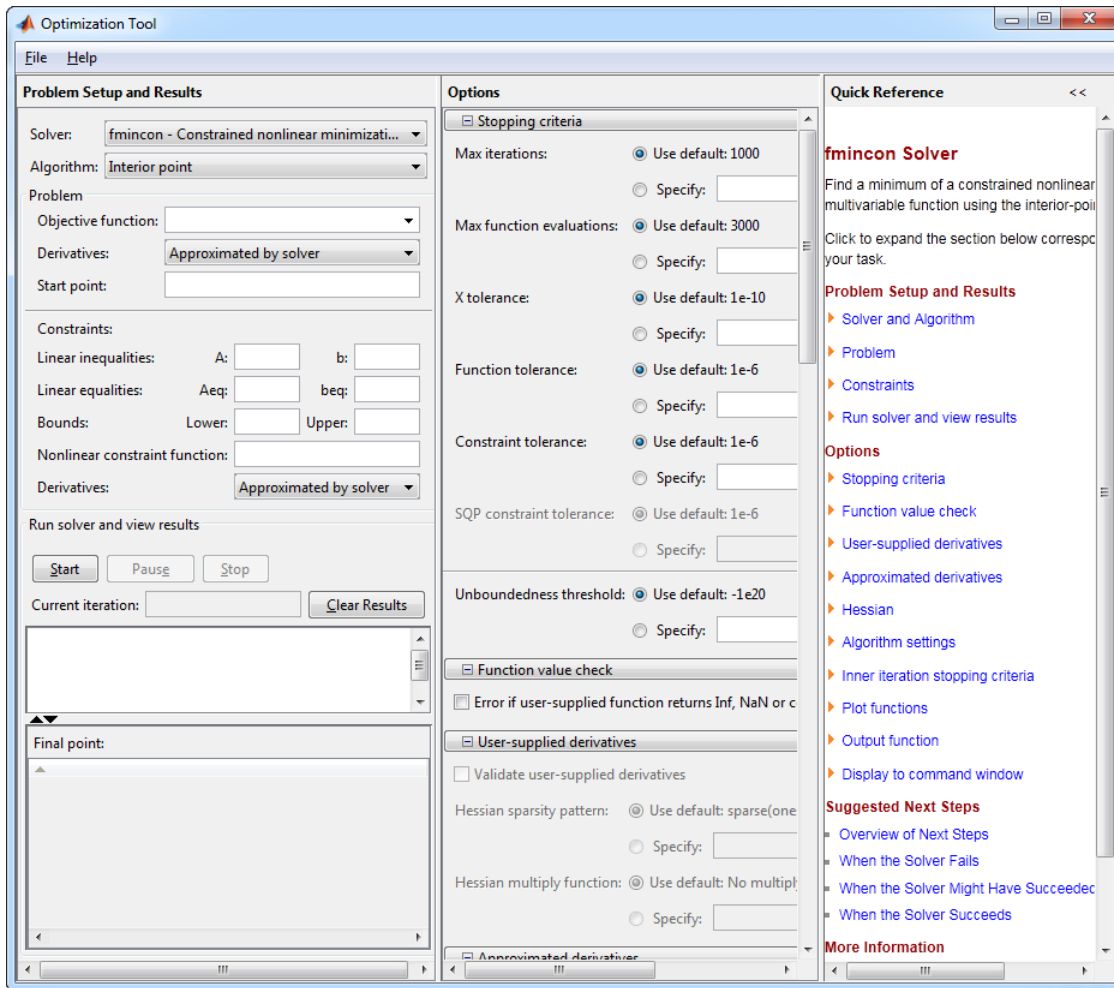 Optimization Tool
File Help
Problem Setup and Results
Solver: fmincon - Constrained nonlinear minimizati...
Algorithm: Interior point
Problem
Objective function:
Derivatives: Approximated by solver
Start point:
Constraints:
Linear inequalities: A: b:
Linear equalities: Aeq: beq:
Bounds: Lower: Upper:
Nonlinear constraint function:
Derivatives: Approximated by solver
Run solver and view results
Start Pause Stop
Current iteration: Clear Results
Final point:
Options
Stopping criteria
Max iterations: Use default: 1000
Specify:
Max function evaluations: Use default: 3000
Specify:
X tolerance: Use default: 1e-10
Specify:
Function tolerance: Use default: 1e-6
Specify:
Constraint tolerance: Use default: 1e-6
Specify:
SQP constraint tolerance: Use default: 1e-6
Specify:
Unboundedness threshold: Use default: -1e20
Specify:
Function value check
Error if user-supplied function returns Inf, NaN or c
User-supplied derivatives
Validate user-supplied derivatives
Hessian sparsity pattern: Use default: sparse(one
Specify:
Hessian multiply function: Use default: No multiply
Specify:
Approximated derivatives
Quick Reference <<
fmincon Solver
Find a minimum of a constrained nonlinear
multivariable function using the interior-poi
Click to expand the section below correspo
your task.
Problem Setup and Results
Solver and Algorithm
Problem
Constraints
Run solver and view results
Options
Stopping criteria
Function value check
User-supplied derivatives
Approximated derivatives
Hessian
Algorithm settings
Inner iteration stopping criteria
Plot functions
Output function
Display to command window
Suggested Next Steps
Overview of Next Steps
When the Solver Fails
When the Solver Might Have Succeeded
When the Solver Succeeds
More Information